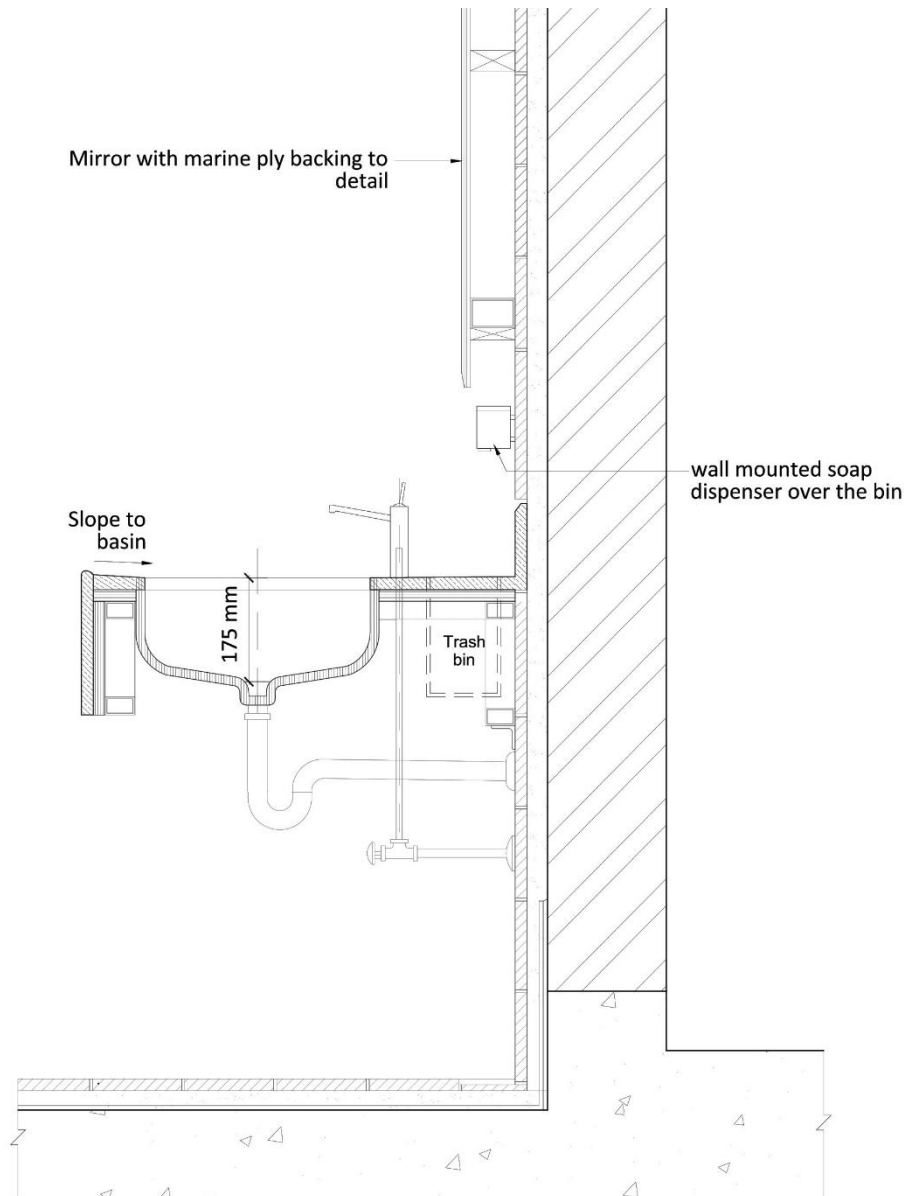 Mirror with marine ply backing to
detail
wall mounted soap
dispenser over the bin
Slope to
basin
175 mm
Trash
bin